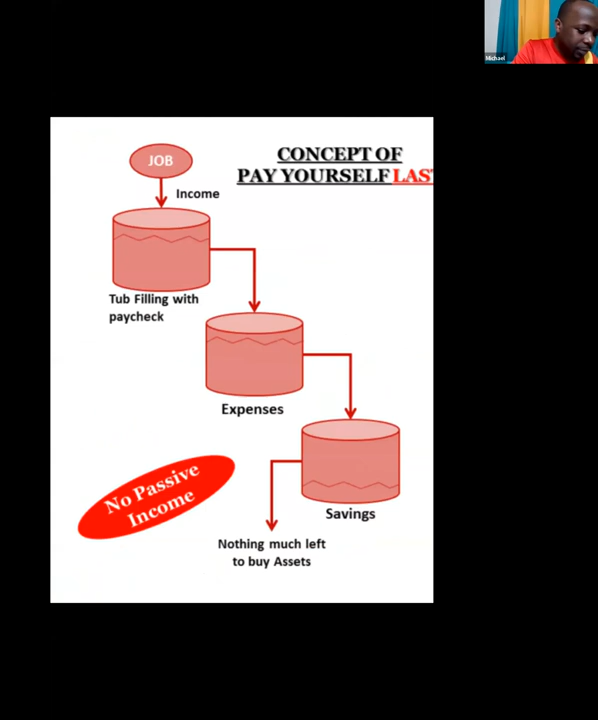 Michael
JOB
CONCEPT OF
PAY YOURSELF LAS
Income
Tub Filling with
paycheck
Expenses
No Passive
Income
Savings
Nothing much left
to buy Assets